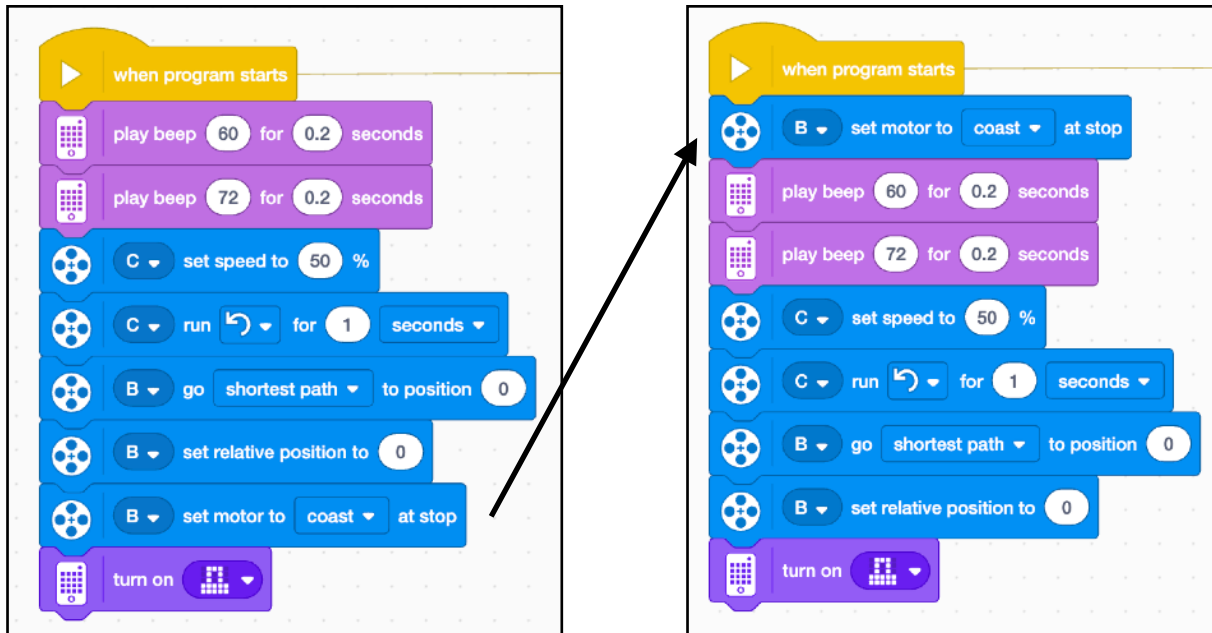 when program starts
play beep 60 for 0.2 seconds
play beep 72 for 0.2 seconds
C set speed to 50 %
C run for 1 seconds
B go shortest path to position 0
B set relative position to 0
B set motor to coast at stop
turn on
when program starts
B set motor to coast at stop
play beep 60 for 0.2 seconds
play beep 72 for 0.2 seconds
C set speed to 50 %
C run for 1 seconds
B go shortest path to position 0
B set relative position to 0
turn on